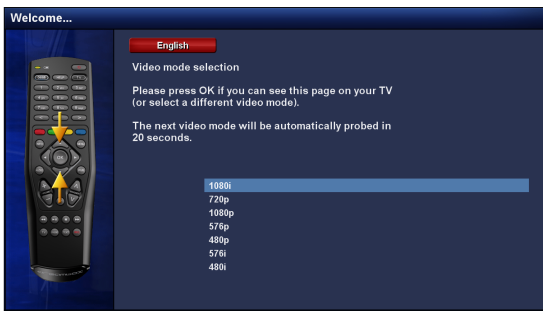 Welcome...
English
Video mode selection
Please press OK if you can see this page on your TV
(or select a different video mode).
The next video mode will be automatically probed in
20 seconds.
1080i
720p
1080p
576p
480p
576i
480i
OK